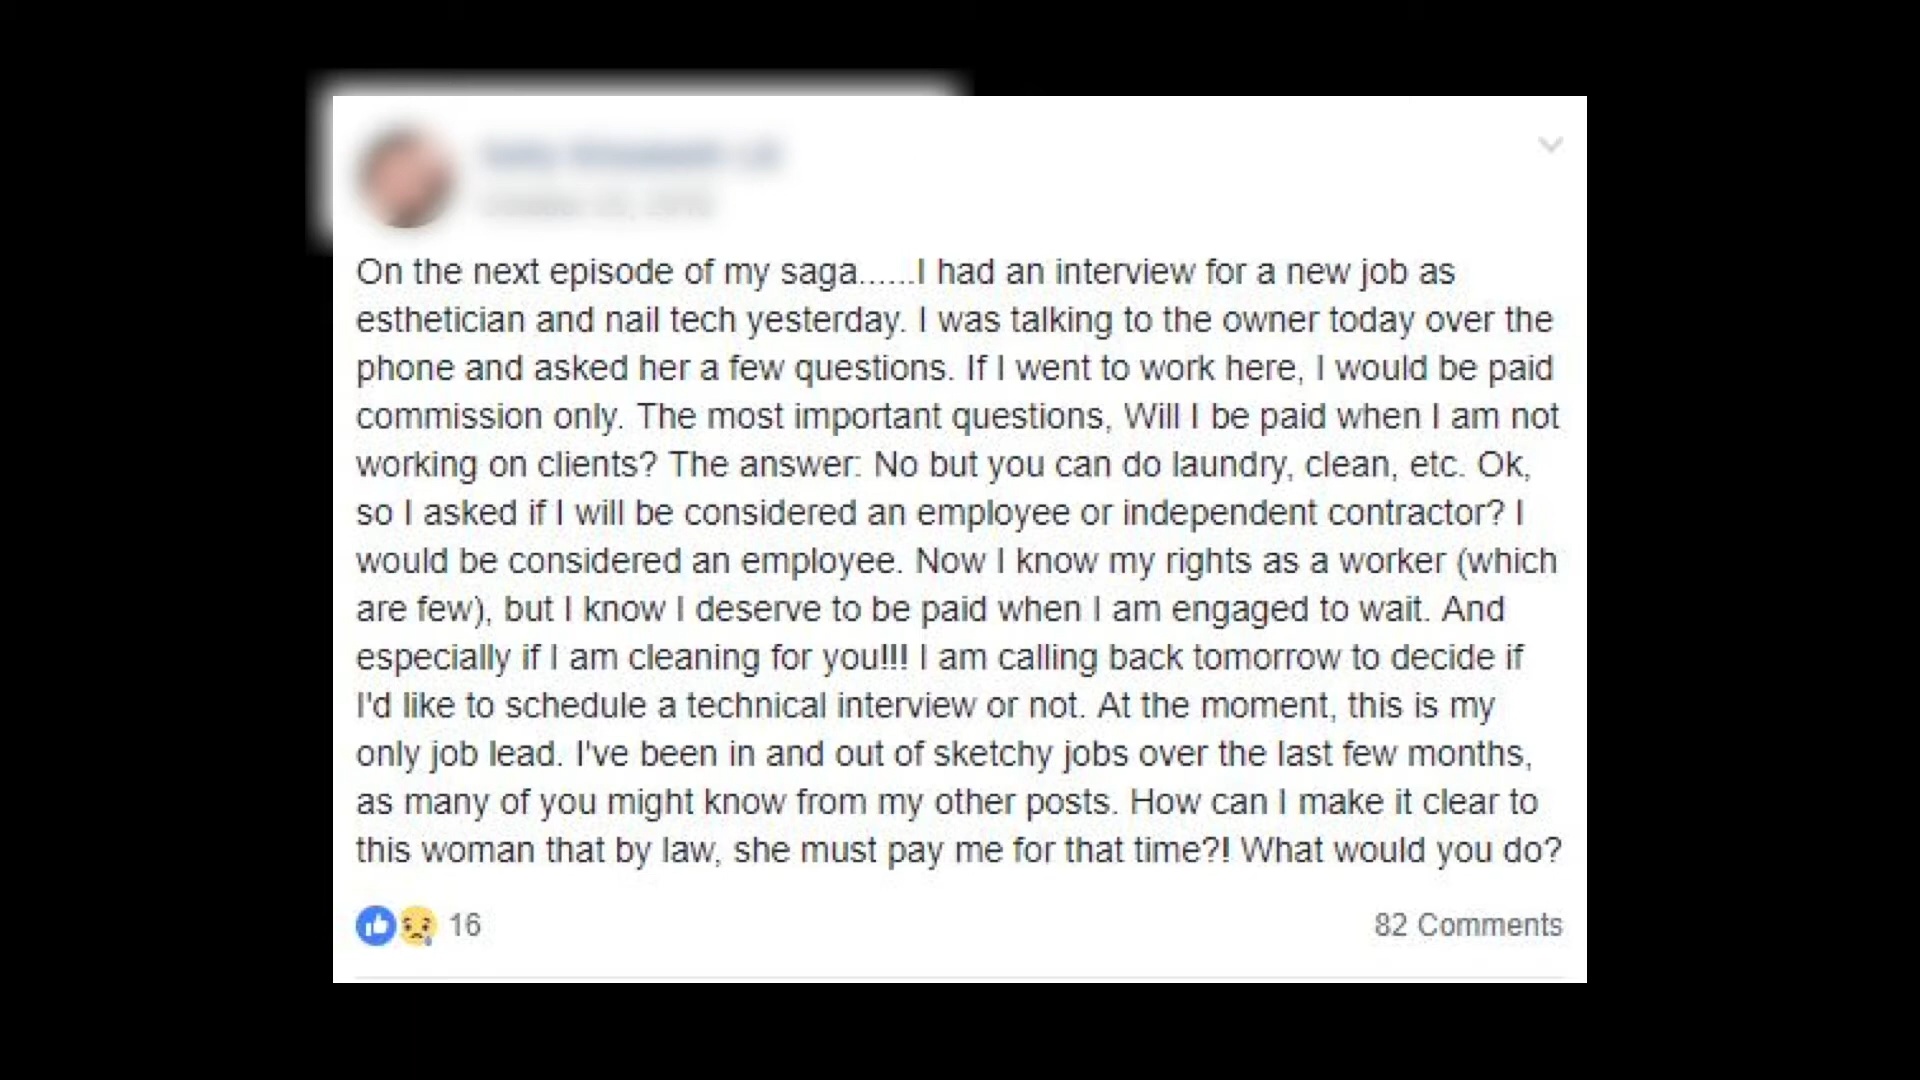 On the next episode of my saga......I had an interview for a new job as
esthetician and nail tech yesterday. I was talking to the owner today over the
phone and asked her a few questions. If I went to work here, I would be paid
commission only. The most important questions, Will I be paid when I am not
working on clients? The answer: No but you can do laundry, clean, etc. Ok,
so I asked if I will be considered an employee or independent contractor? I
would be considered an employee. Now I know my rights as a worker (which
are few), but I know I deserve to be paid when I am engaged to wait. And
especially if I am cleaning for you!!! I am calling back tomorrow to decide if
I'd like to schedule a technical interview or not. At the moment, this is my
only job lead. I've been in and out of sketchy jobs over the last few months,
as many of you might know from my other posts. How can I make it clear to
this woman that by law, she must pay me for that time?! What would you do?
16
82 Comments